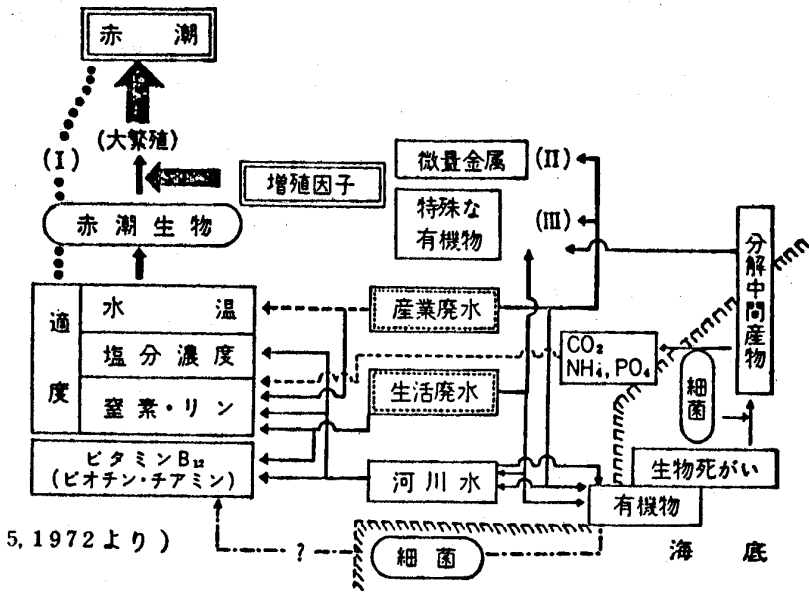 赤 潮
(大繁殖)
(I)
増殖因子
赤潮生物
微量金属
(II)
特殊な
有機物
(III)
分解中間産物
適度
水 温
塩分濃度
窒素・リン
ビタミンB₁₂
(ビオチン・チアミン)
産業廃水
生活廃水
河川水
CO₂
NH₄, PO₄
細菌
生物死がい
有機物
海 底
?
細菌
5, 1972より)